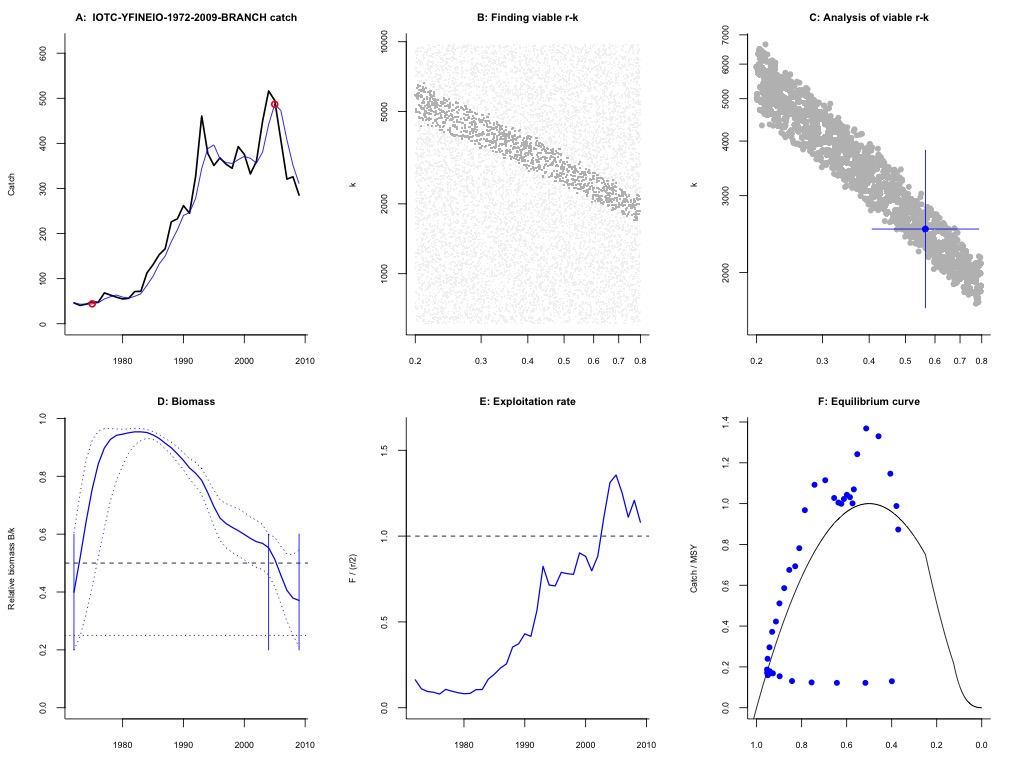 A: IOTC-YFINEIO-1972-2009-BRANCH catch
Catch
0 100 200 300 400 500 600
1980 1990 2000 2010
B: Finding viable r-k
k
1000 2000 5000 10000
0.2 0.3 0.4 0.5 0.6 0.7 0.8
C: Analysis of viable r-k
k
2000 3000 4000 5000 6000 7000
0.2 0.3 0.4 0.5 0.6 0.7 0.8
D: Biomass
Relative biomass B/k
0.0 0.2 0.4 0.6 0.8 1.0
1980 1990 2000 2010
E: Exploitation rate
F / (r/2)
0.0 0.5 1.0 1.5
1980 1990 2000 2010
F: Equilibrium curve
Catch / MSY
0.0 0.2 0.4 0.6 0.8 1.0 1.2 1.4
1.0 0.8 0.6 0.4 0.2 0.0